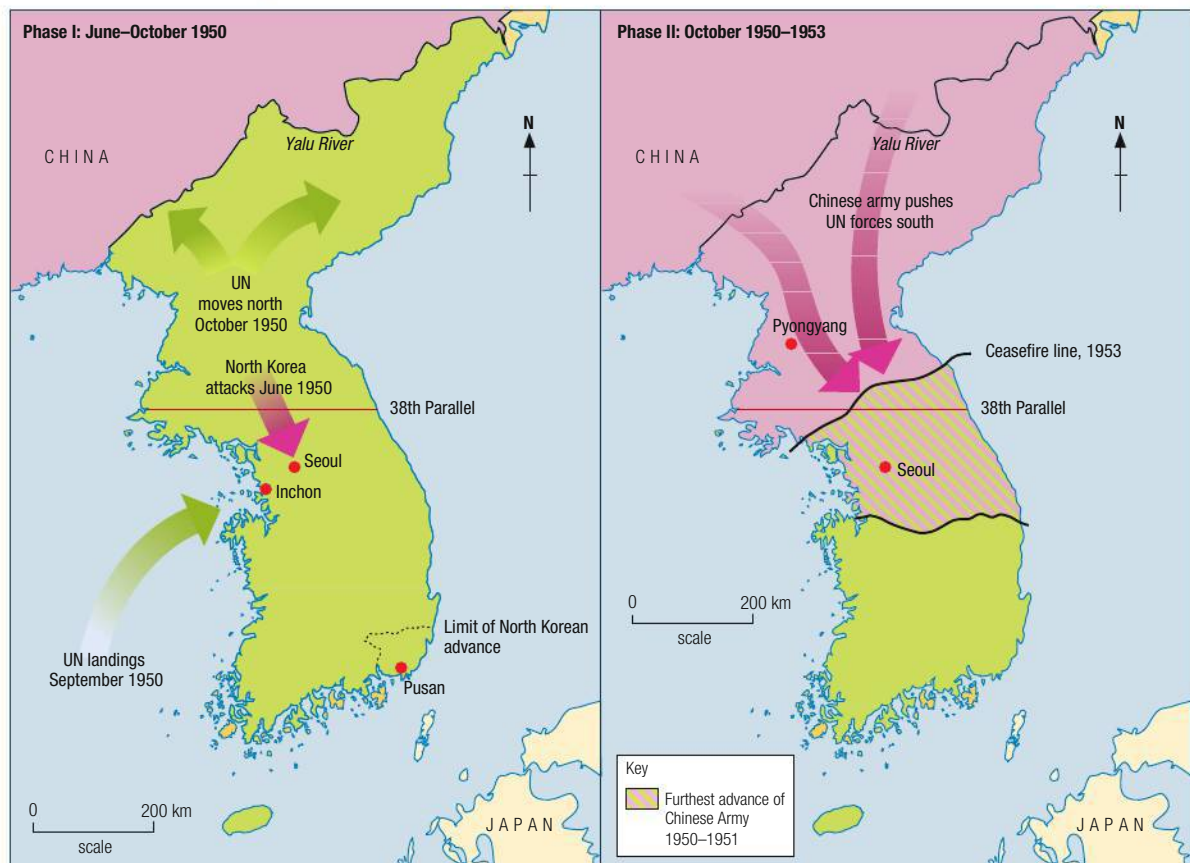 Phase I: June–October 1950
CHINA
Yalu River
N
UN
moves north
October 1950
North Korea
attacks June 1950
38th Parallel
Seoul
Inchon
UN landings
September 1950
Limit of North Korean
advance
Pusan
0 200 km
scale
JAPAN
Phase II: October 1950–1953
CHINA
Yalu River
N
Chinese army pushes
UN forces south
Pyongyang
Ceasefire line, 1953
38th Parallel
Seoul
0 200 km
scale
Key
Furthest advance of
Chinese Army
1950–1951
JAPAN